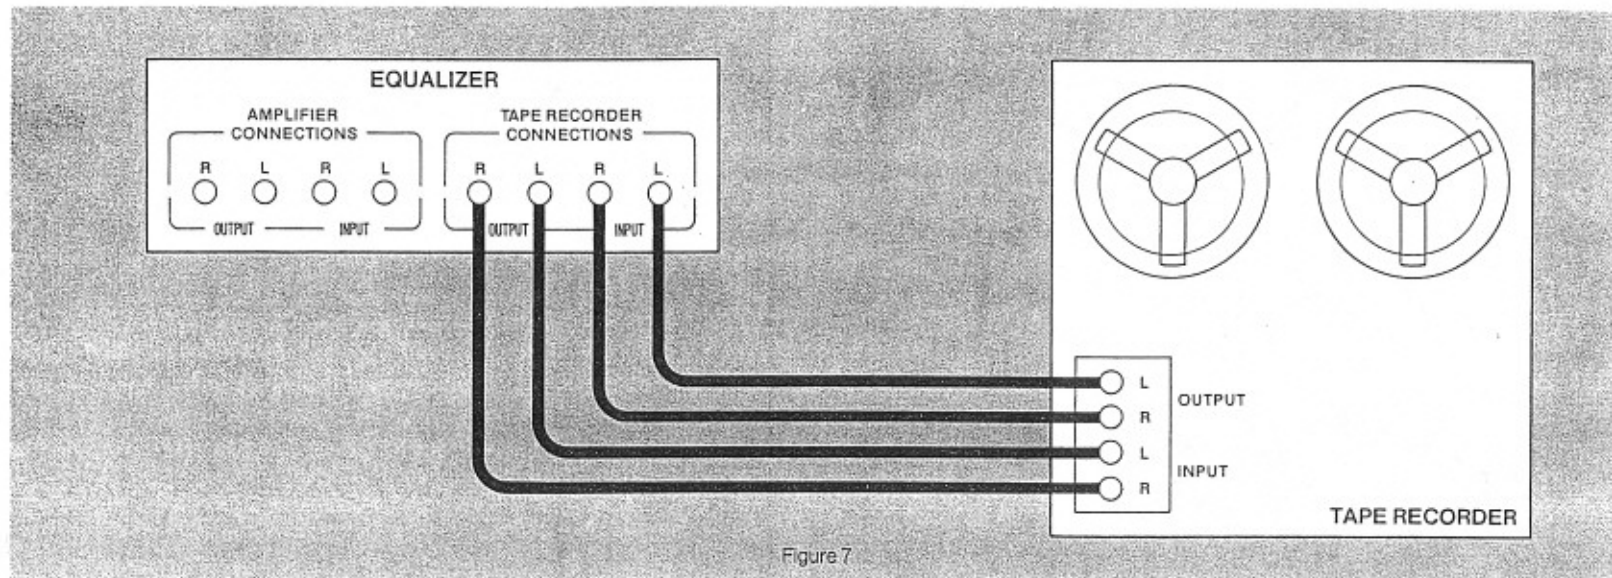 EQUALIZER
AMPLIFIER
CONNECTIONS
R L R L
OUTPUT INPUT
TAPE RECORDER
CONNECTIONS
R L R L
OUTPUT INPUT
L
OUTPUT
R
L
INPUT
R
TAPE RECORDER
Figure 7